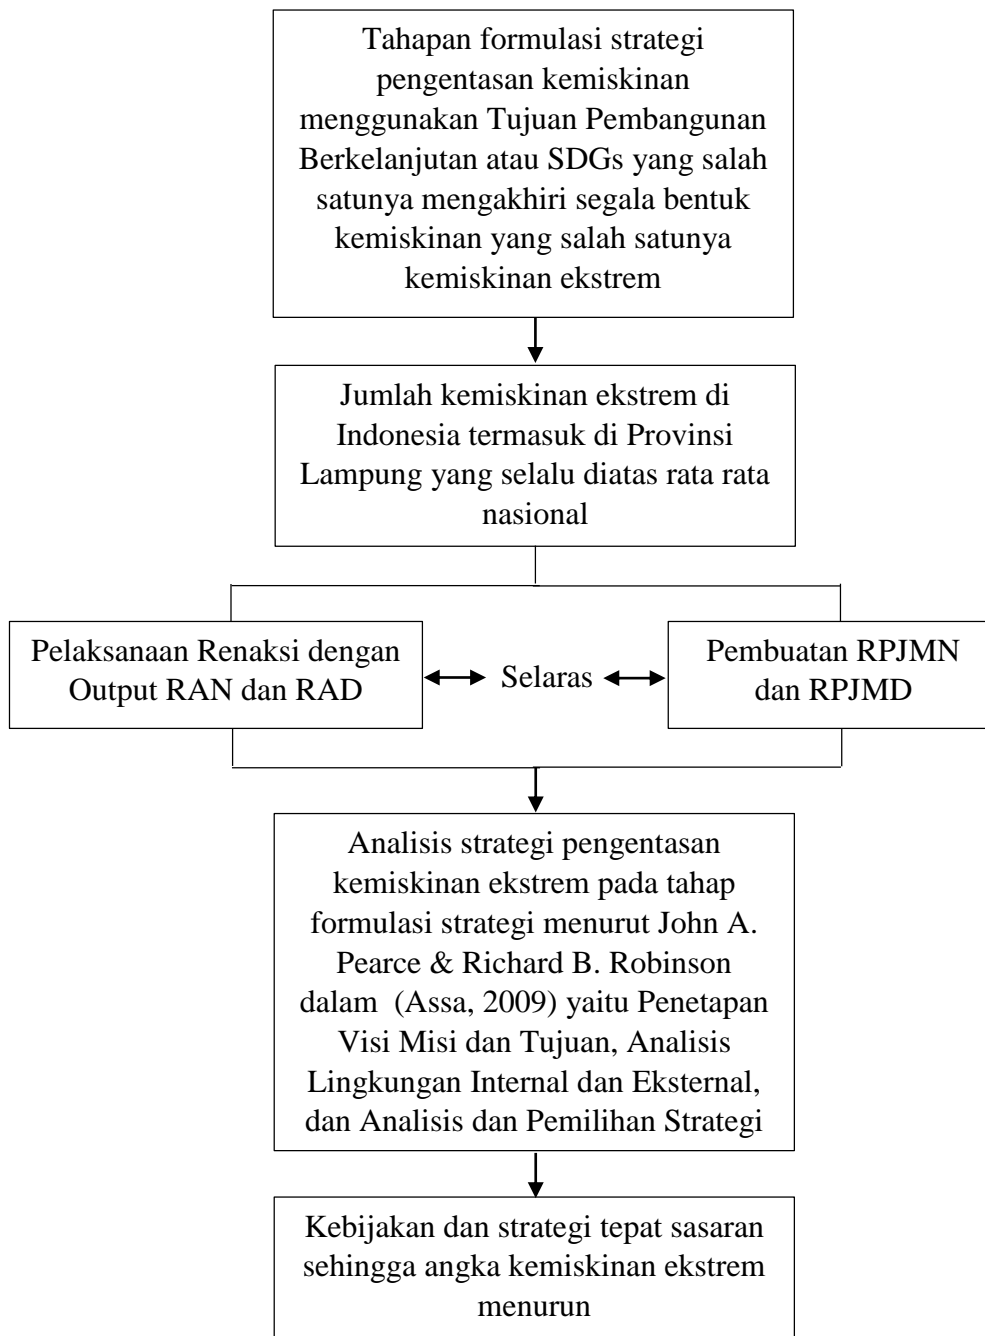 Tahapan formulasi strategi
pengentasan kemiskinan
menggunakan Tujuan Pembangunan
Berkelanjutan atau SDGs yang salah
satunya mengakhiri segala bentuk
kemiskinan yang salah satunya
kemiskinan ekstrem
Jumlah kemiskinan ekstrem di
Indonesia termasuk di Provinsi
Lampung yang selalu diatas rata rata
nasional
Pelaksanaan Renaksi dengan
Output RAN dan RAD
Selaras
Pembuatan RPJMN
dan RPJMD
Analisis strategi pengentasan
kemiskinan ekstrem pada tahap
formulasi strategi menurut John A.
Pearce & Richard B. Robinson
dalam (Assa, 2009) yaitu Penetapan
Visi Misi dan Tujuan, Analisis
Lingkungan Internal dan Eksternal,
dan Analisis dan Pemilihan Strategi
Kebijakan dan strategi tepat sasaran
sehingga angka kemiskinan ekstrem
menurun